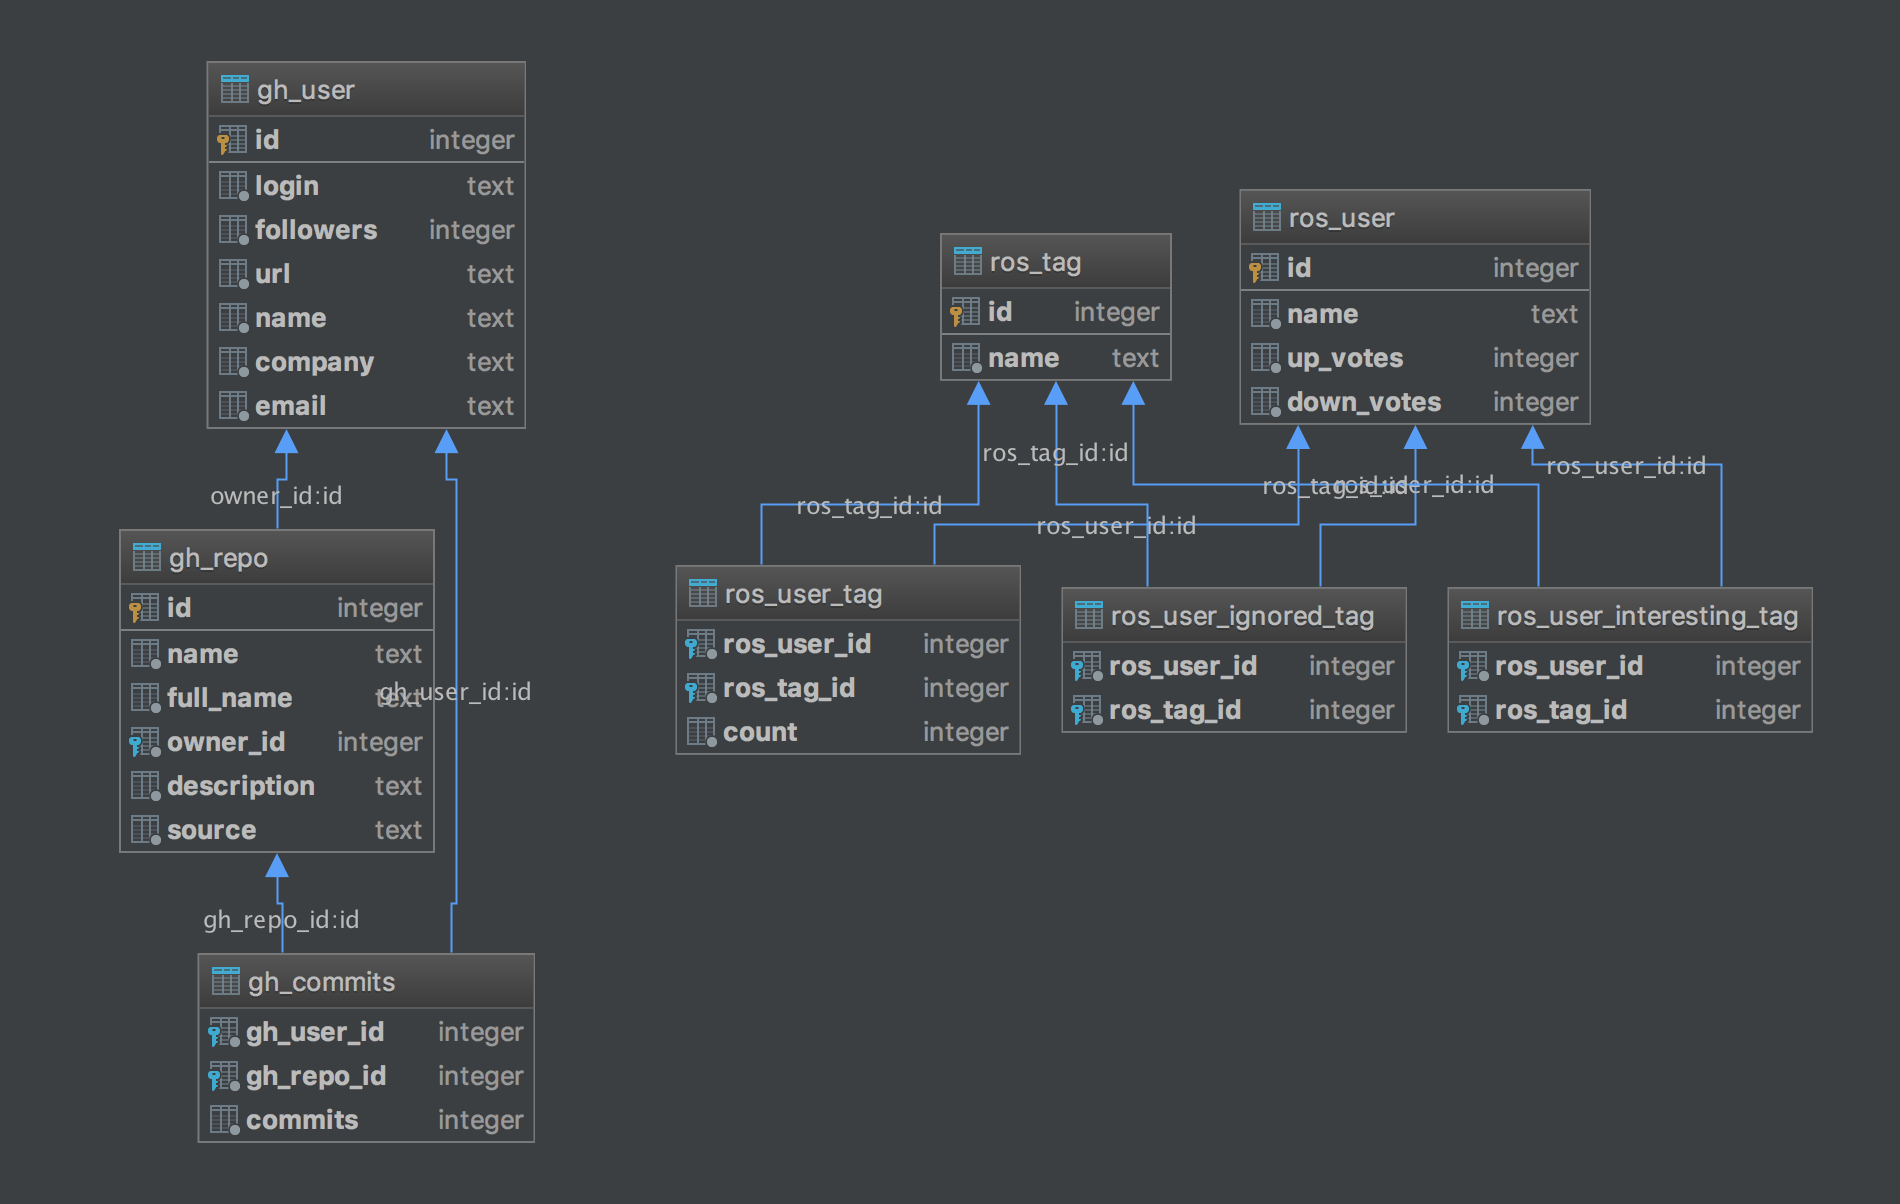 gh_user
id integer
login text
followers integer
url text
name text
company text
email text
owner_id:id
gh_repo
id integer
name text
full_name text
gh_user_id:id
owner_id integer
description text
source text
gh_repo_id:id
gh_commits
gh_user_id integer
gh_repo_id integer
commits integer
ros_tag
id integer
name text
ros_user
id integer
name text
up_votes integer
down_votes integer
ros_tag_id:id
ros_user_id:id
ros_tag_id:id
ros_user_id:id
ros_tag_id:id
ros_user_id:id
ros_user_tag
ros_user_id integer
ros_tag_id integer
count integer
ros_user_ignored_tag
ros_user_id integer
ros_tag_id integer
ros_user_interesting_tag
ros_user_id integer
ros_tag_id integer